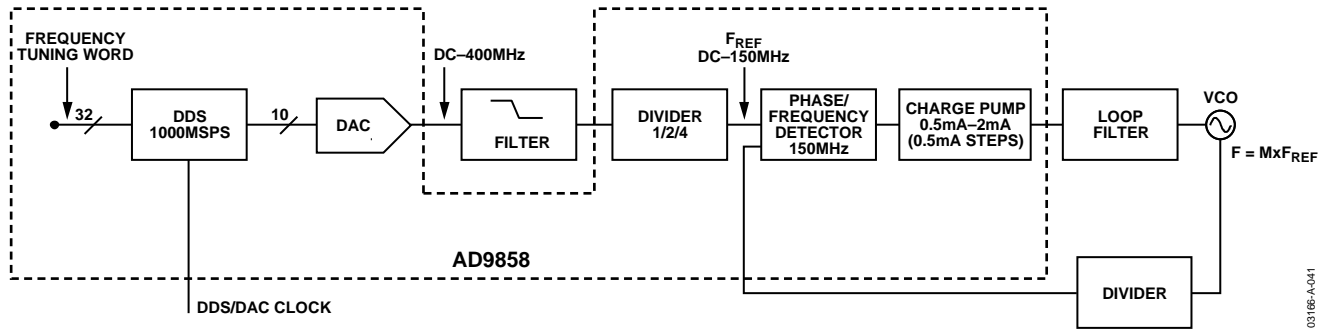 FREQUENCY
TUNING WORD
32
DDS
1000MSPS
10
DAC
DC–400MHz
FILTER
DIVIDER
1/2/4
FREF
DC–150MHz
PHASE/
FREQUENCY
DETECTOR
150MHz
CHARGE PUMP
0.5mA–2mA
(0.5mA STEPS)
LOOP
FILTER
VCO
F = MxFREF
AD9858
DDS/DAC CLOCK
DIVIDER
03166-A-041